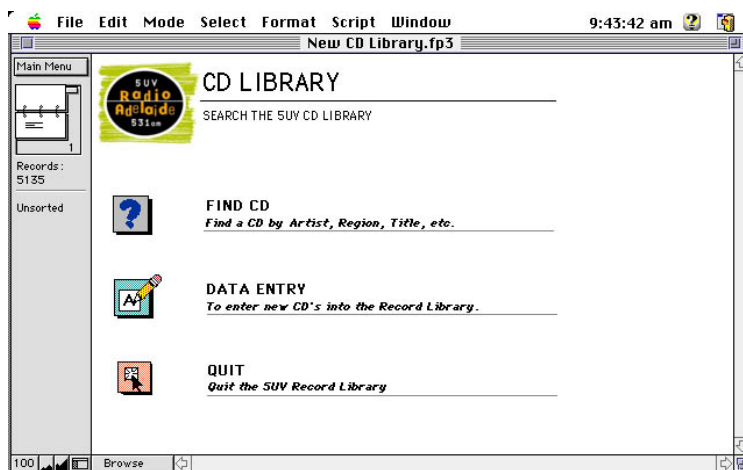 File Edit Mode Select Format Script Window 9:43:42 am
New CD Library.fp3
Main Menu
1
Records:
5135
Unsorted
5UV
Radio
Adelaide
531am
CD LIBRARY
SEARCH THE 5UV CD LIBRARY
?
FIND CD
Find a CD by Artist, Region, Title, etc.
DATA ENTRY
To enter new CD's into the Record Library.
QUIT
Quit the 5UV Record Library
100 Browse